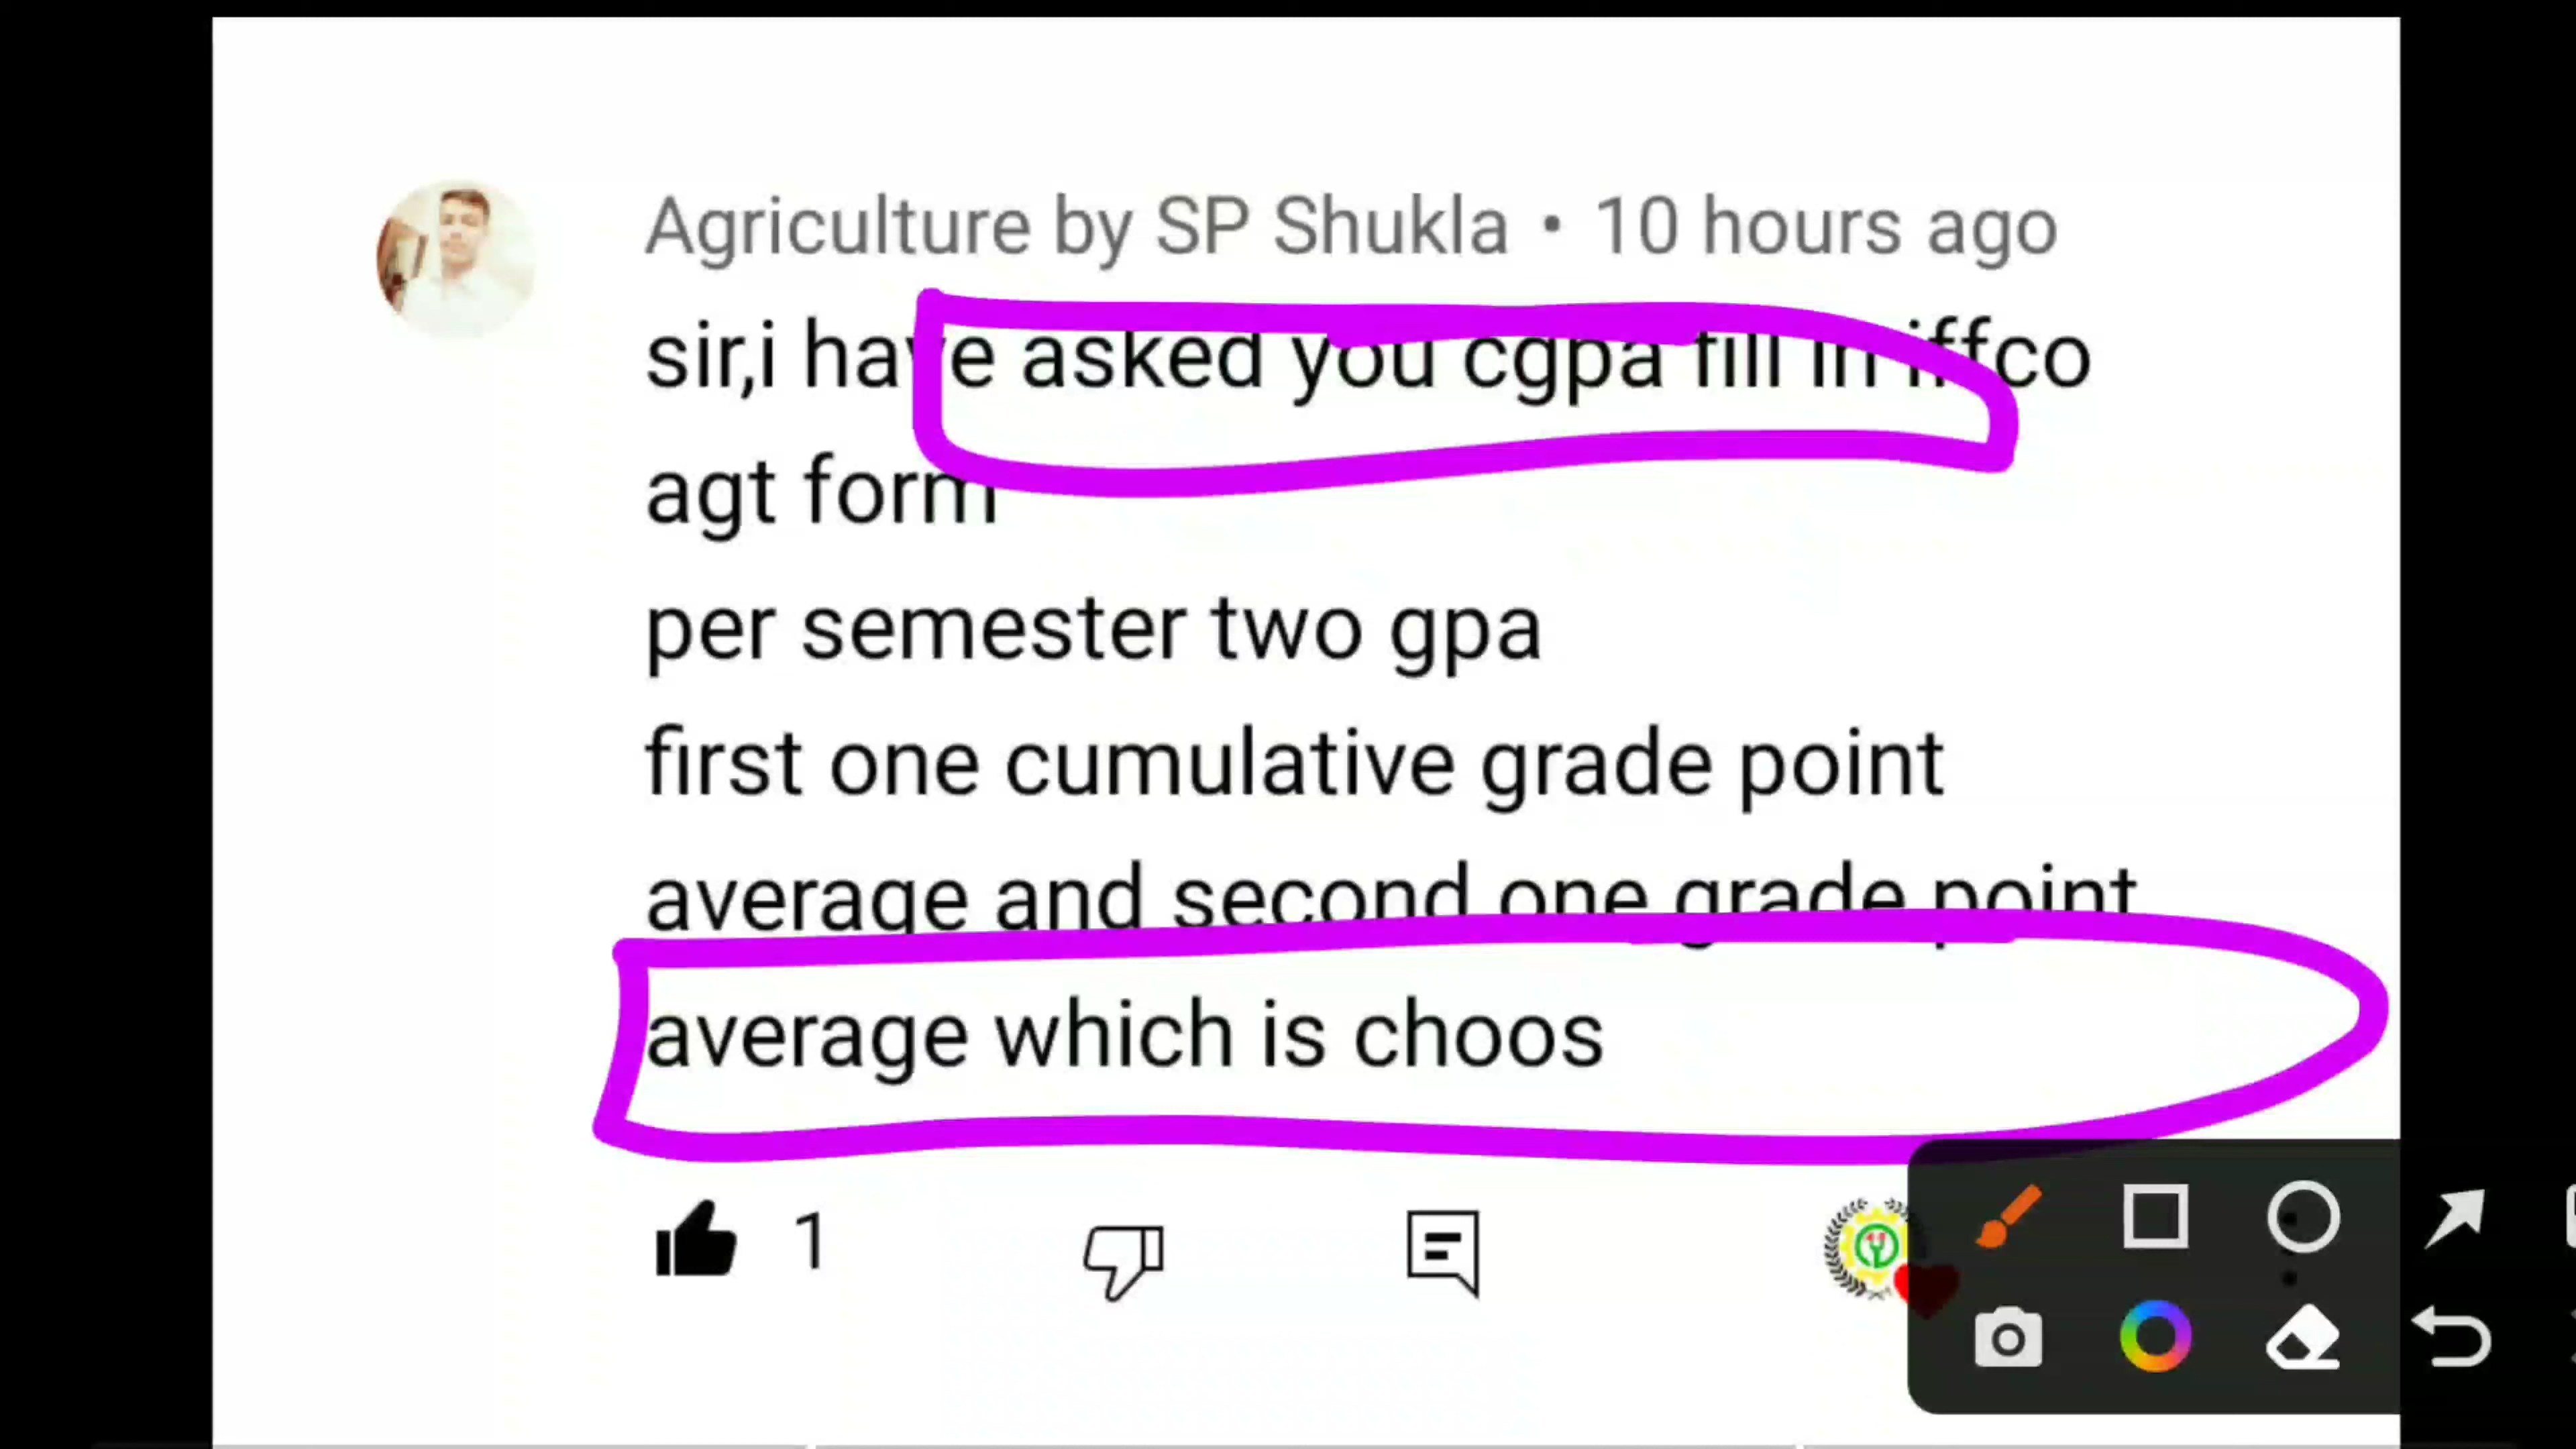 Agriculture by SP Shukla • 10 hours ago
sir,i have asked you cgpa fill in iffco
agt form
per semester two gpa
first one cumulative grade point
average and second one grade point
average which is choos
1